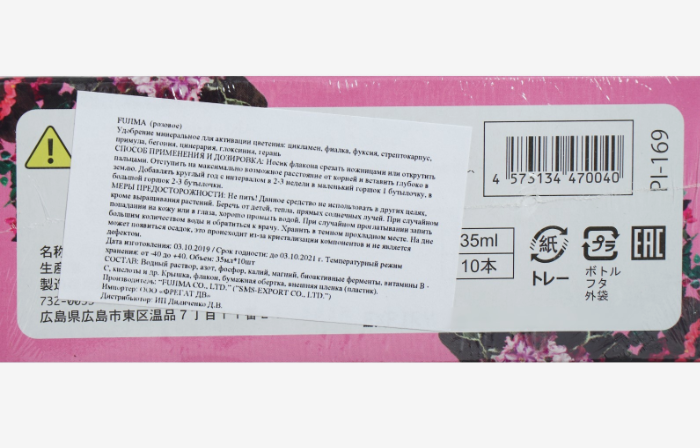 FUJIMA (розовое)
Удобрение минеральное для активации цветения: цикламен, фиалка, фуксия, стрептокарпус,
примула, бегония, цинерария, глоксиния, герань
СПОСОБ ПРИМЕНЕНИЯ И ДОЗИРОВКА: Носик флакона срезать ножницами или открутить
пальцами. Отступить на максимально возможное расстояние от корней и вставить глубоко в
землю. Добавлять круглый год с интервалом в 2-3 недели в маленький горшок 1 бутылочку, в
большой горшок 2-3 бутылочки.
МЕРЫ ПРЕДОСТОРОЖНОСТИ: Не пить! Данное средство не использовать в других целях,
кроме выращивания растений. Беречь от детей, тепла, прямых солнечных лучей. При случайном
попадании на кожу или в глаза, хорошо промыть водой. При случайном проглатывании запить
большим количеством воды и обратиться к врачу. Хранить в темном прохладном месте. На дне
может появиться осадок, это происходит из-за кристализации компонентов и не является
дефектом.
Дата изготовления: 03.10.2019 / Срок годности: до 03.10.2021 г. Температурный режим
хранения: от -40 до +40. Объем: 35мл*10шт
СОСТАВ: Водный раствор, азот, фосфор, калий, магний, биоактивные ферменты, витамины В -
С, кислоты и др. Крышка, флакон, бумажная обертка, внешняя пленка (пластик).
Производитель: "FUJIMA CO., LTD." ("SMS-EXPORT CO., LTD.")
Импортер: ООО «ФРЕГАТ ДВ»
Дистрибьютор: ИП Дьяченко Д.В.
4 573134 470040
PI-169
35ml
10本
紙
トレー
プラ
ボトル
フタ
外袋
EAC
名称
生産
製造
732-0033
広島県広島市東区温品7丁目